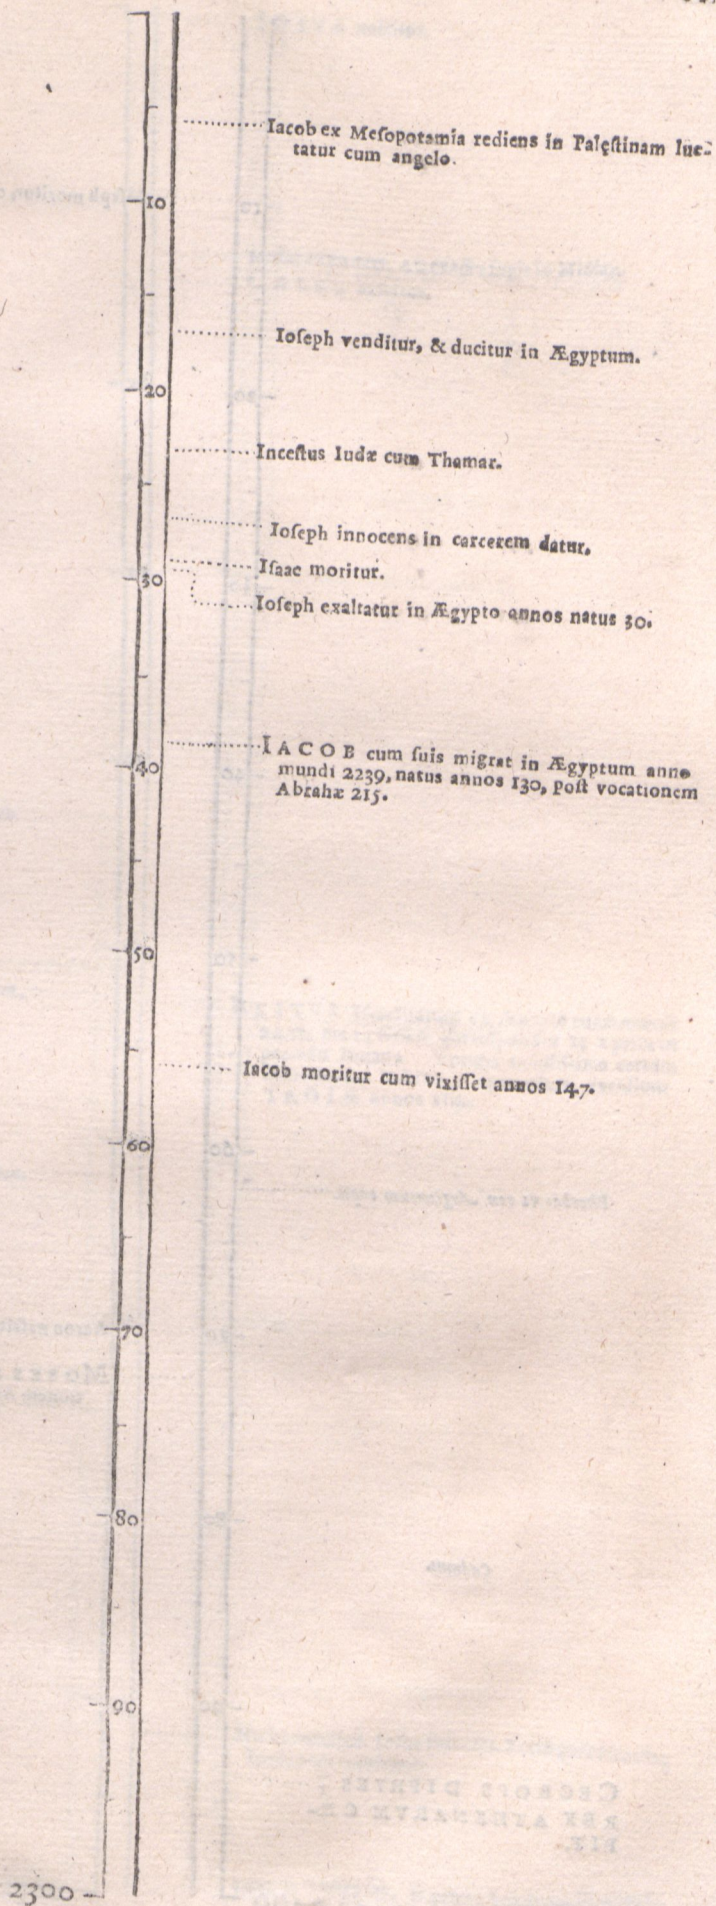 Iacob ex Meſopotamia rediens in Palęſtinam luc-
tatur cum angelo.
10
Ioſeph venditur, & ducitur in Ægyptum.
20
Inceſtus Iudæ cum Thamar.
Ioſeph innocens in carcerem datur.
Iſaac moritur.
30
Ioſeph exaltatur in Ægypto annos natus 30.
IACOB cum ſuis migrat in Ægyptum anno
40
mundi 2239, natus annos 130, poſt vocationem
Abrahæ 215.
50
Iacob moritur cum vixiſſet annos 147.
60
70
80
90
2300